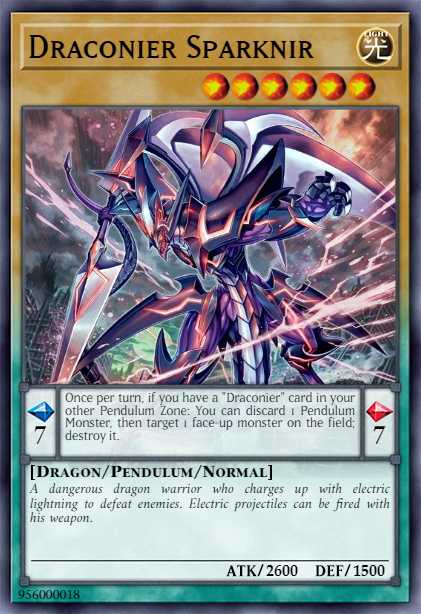 Draconier Sparknir
LIGHT
光
Once per turn, if you have a "Draconier" card in your
other Pendulum Zone: You can discard 1 Pendulum
Monster, then target 1 face-up monster on the field;
destroy it.
7
7
[Dragon/Pendulum/Normal]
A dangerous dragon warrior who charges up with electric
lightning to defeat enemies. Electric projectiles can be fired with
his weapon.
ATK/2600 DEF/1500
956000018